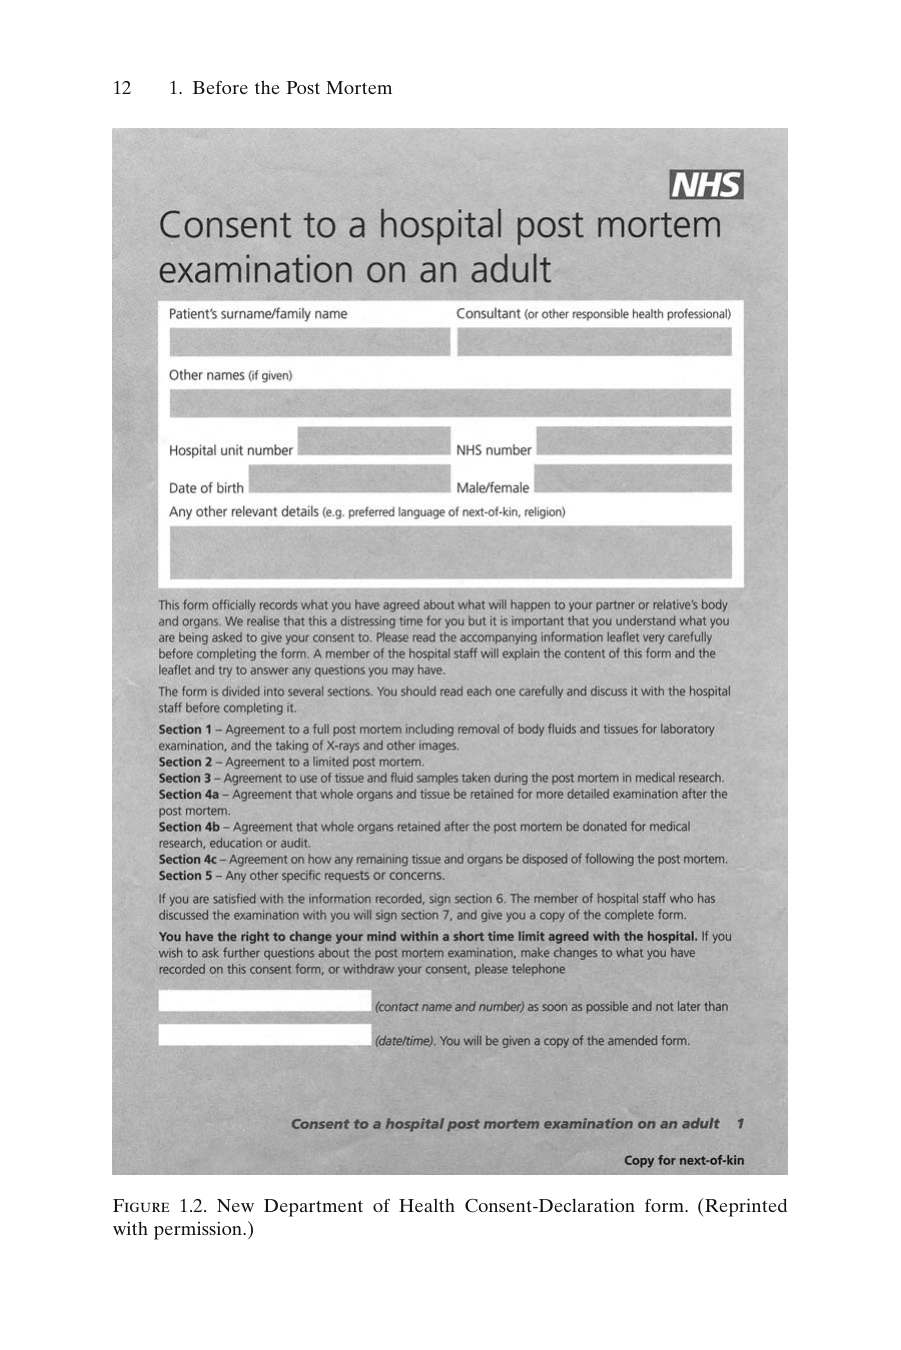 12 1. Before the Post Mortem
NHS
Consent to a hospital post mortem
examination on an adult
Patient's surname/family name
Consultant (or other responsible health professional)
Other names (if given)
Hospital unit number
NHS number
Date of birth
Male/female
Any other relevant details (e.g. preferred language of next-of-kin, religion)
This form officially records what you have agreed about what will happen to your partner or relative's body
and organs. We realise that this a distressing time for you but it is important that you understand what you
are being asked to give your consent to. Please read the accompanying information leaflet very carefully
before completing the form. A member of the hospital staff will explain the content of this form and the
leaflet and try to answer any questions you may have.
The form is divided into several sections. You should read each one carefully and discuss it with the hospital
staff before completing it.
Section 1 – Agreement to a full post mortem including removal of body fluids and tissues for laboratory
examination, and the taking of X-rays and other images.
Section 2 – Agreement to a limited post mortem.
Section 3 – Agreement to use of tissue and fluid samples taken during the post mortem in medical research.
Section 4a – Agreement that whole organs and tissue be retained for more detailed examination after the
post mortem.
Section 4b – Agreement that whole organs retained after the post mortem be donated for medical
research, education or audit.
Section 4c – Agreement on how any remaining tissue and organs be disposed of following the post mortem.
Section 5 – Any other specific requests or concerns.
If you are satisfied with the information recorded, sign section 6. The member of hospital staff who has
discussed the examination with you will sign section 7, and give you a copy of the complete form.
You have the right to change your mind within a short time limit agreed with the hospital. If you
wish to ask further questions about the post mortem examination, make changes to what you have
recorded on this consent form, or withdraw your consent, please telephone
(contact name and number) as soon as possible and not later than
(date/time). You will be given a copy of the amended form.
Consent to a hospital post mortem examination on an adult 1
Copy for next-of-kin
Figure 1.2. New Department of Health Consent-Declaration form. (Reprinted
with permission.)